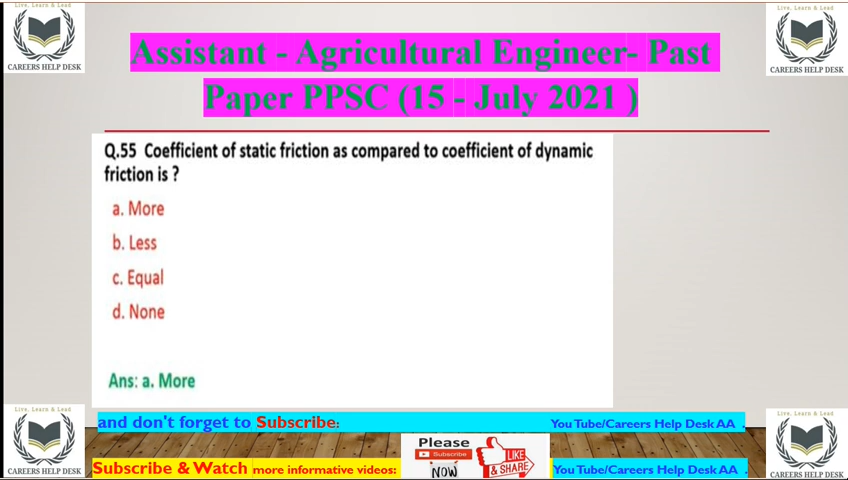 Live, Learn & Lead
CAREERS HELP DESK
Live, Learn & Lead
CAREERS HELP DESK
Assistant - Agricultural Engineer- Past
Paper PPSC (15 - July 2021 )
Q.55 Coefficient of static friction as compared to coefficient of dynamic
friction is ?
a. More
b. Less
c. Equal
d. None
Ans: a. More
Live, Learn & Lead
CAREERS HELP DESK
Live, Learn & Lead
CAREERS HELP DESK
and don't forget to Subscribe:
You Tube/Careers Help Desk AA .
Subscribe & Watch more informative videos:
Please
Subscribe
NOW
LIKE
& SHARE
You Tube/Careers Help Desk AA .